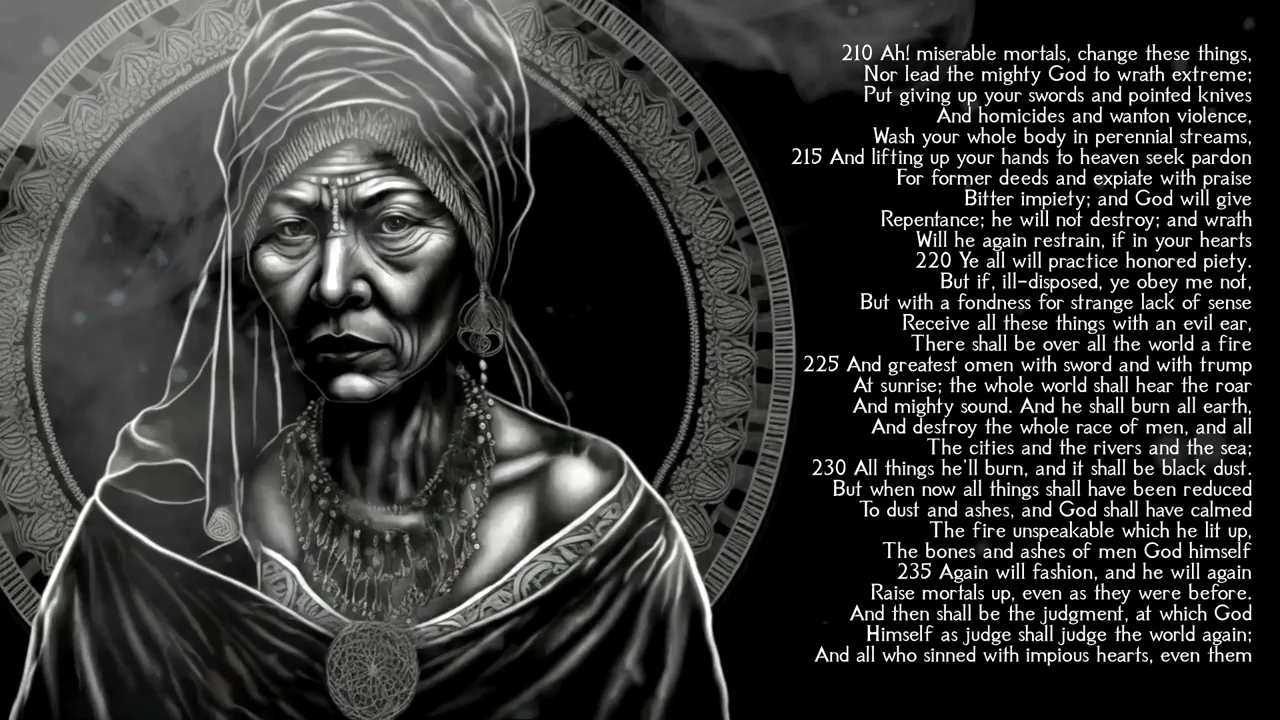 210 Ah! miserable mortals, change these things,
Nor lead the mighty God to wrath extreme;
Put giving up your swords and pointed knives
And homicides and wanton violence,
Wash your whole body in perennial streams,
215 And lifting up your hands to heaven seek pardon
For former deeds and expiate with praise
Bitter impiety; and God will give
Repentance; he will not destroy; and wrath
Will he again restrain, if in your hearts
220 Ye all will practice honored piety.
But if, ill-disposed, ye obey me not,
But with a fondness for strange lack of sense
Receive all these things with an evil ear,
There shall be over all the world a fire
225 And greatest omen with sword and with trump
At sunrise; the whole world shall hear the roar
And mighty sound. And he shall burn all earth,
And destroy the whole race of men, and all
The cities and the rivers and the sea;
230 All things he'll burn, and it shall be black dust.
But when now all things shall have been reduced
To dust and ashes, and God shall have calmed
The fire unspeakable which he lit up,
The bones and ashes of men God himself
235 Again will fashion, and he will again
Raise mortals up, even as they were before.
And then shall be the judgment, at which God
Himself as judge shall judge the world again;
And all who sinned with impious hearts, even them